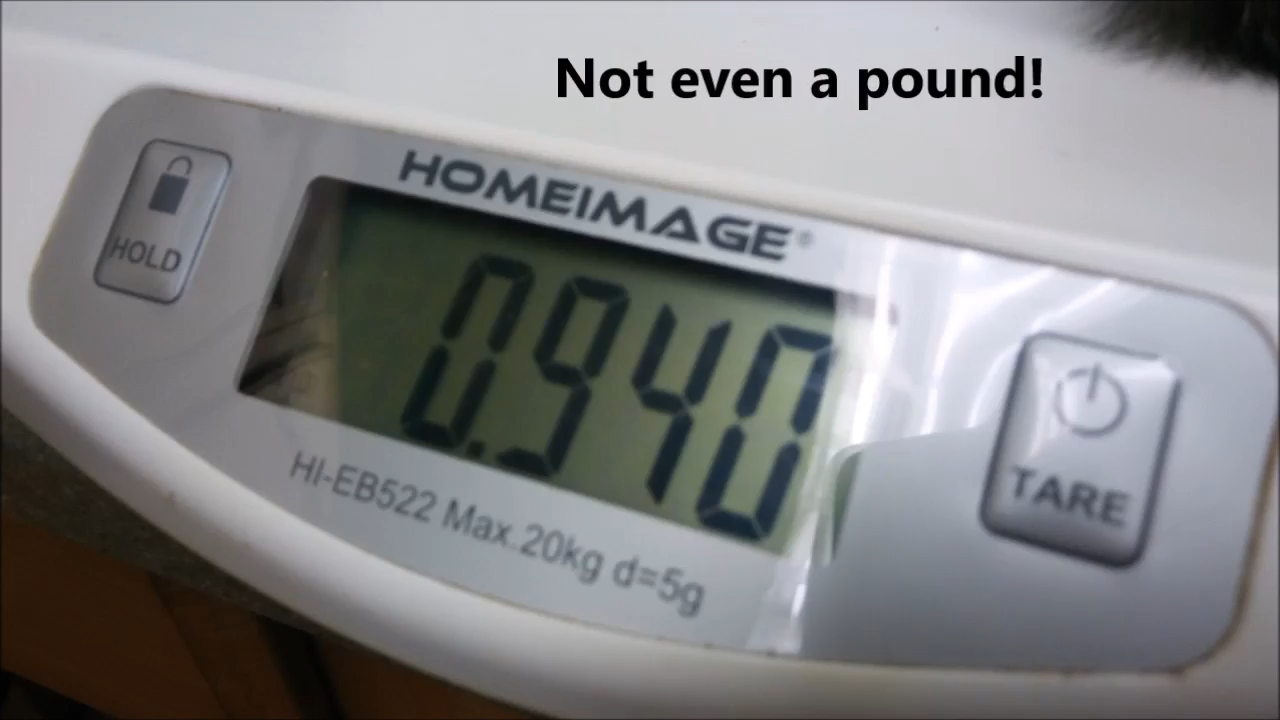 Not even a pound!
HOMEIMAGE®
HOLD
0.940
TARE
HI-EB522 Max.20kg d=5g